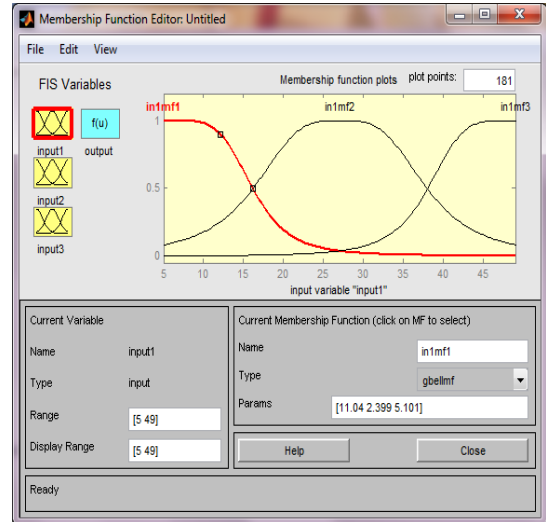 Membership Function Editor: Untitled
File Edit View
FIS Variables
Membership function plots plot points: 181
f(u)
input1 output
input2
input3
in1mf1 in1mf2 in1mf3
1
0.5
0
5 10 15 20 25 30 35 40 45
input variable "input1"
Current Variable
Name input1
Type input
Range [5 49]
Display Range [5 49]
Current Membership Function (click on MF to select)
Name in1mf1
Type gbellmf
Params [11.04 2.399 5.101]
Help Close
Ready